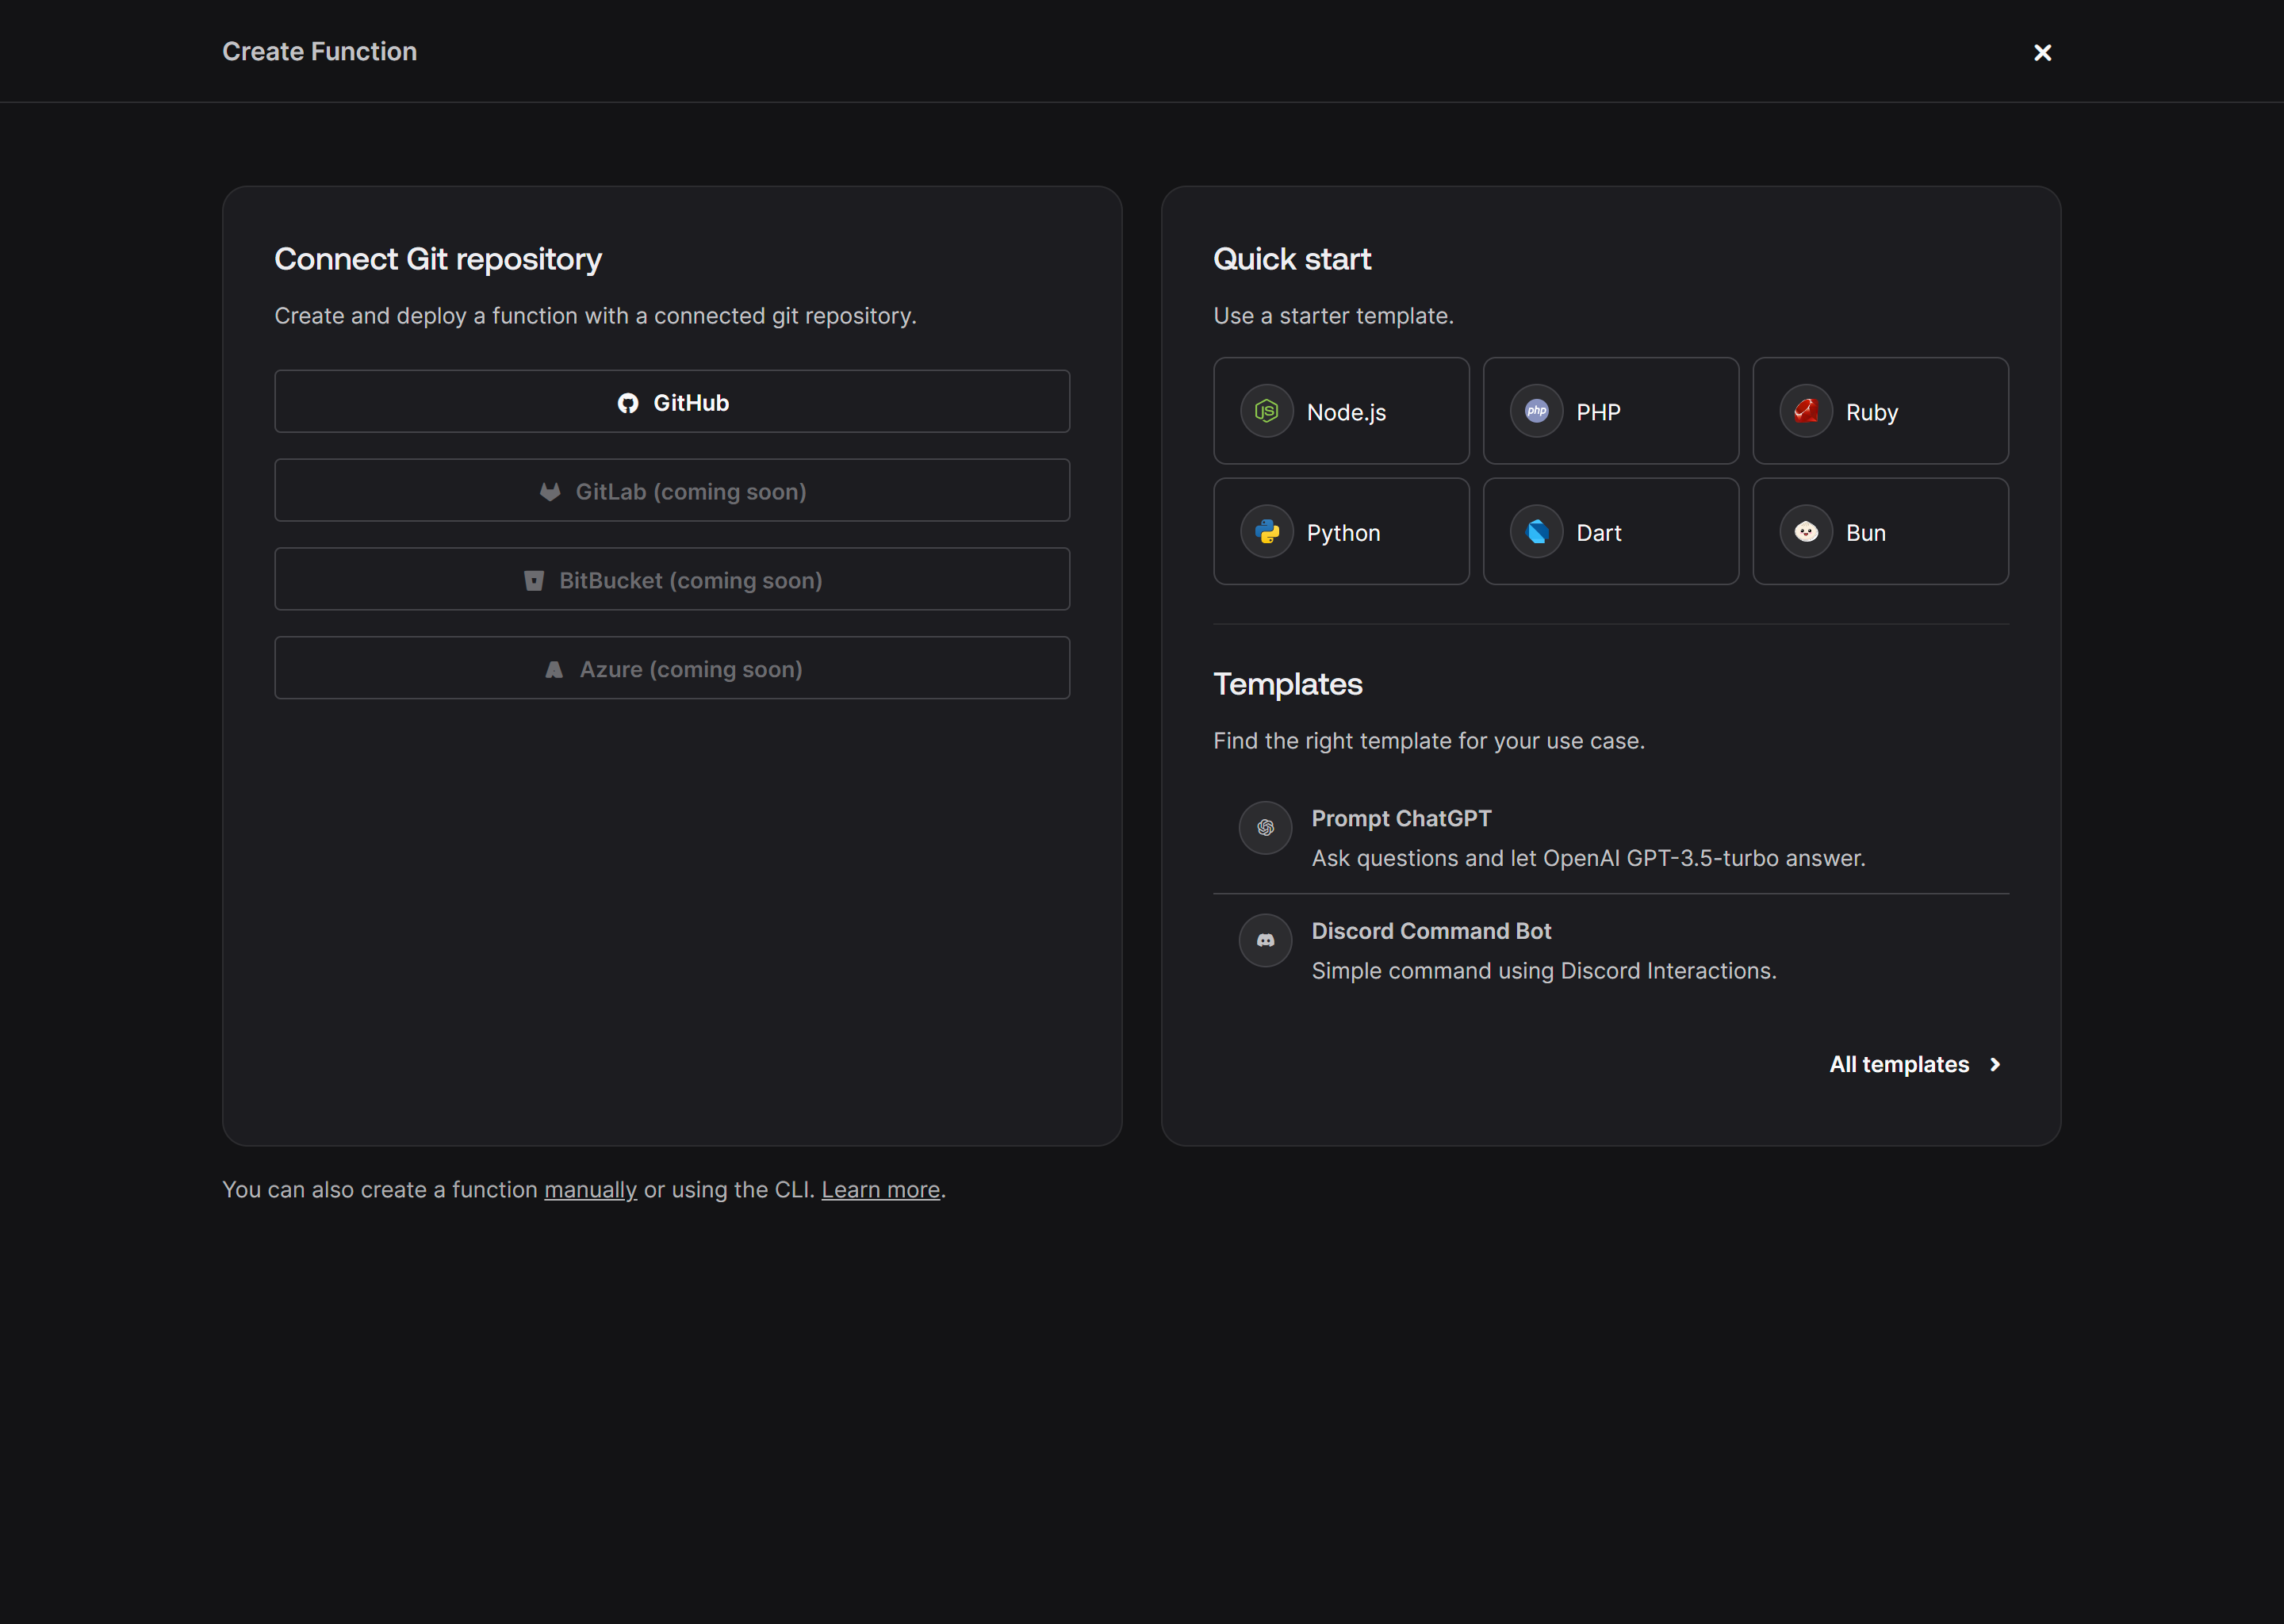 Create Function
Connect Git repository
Create and deploy a function with a connected git repository.
GitHub
GitLab (coming soon)
BitBucket (coming soon)
Azure (coming soon)
Quick start
Use a starter template.
JS Node.js
php PHP
Ruby
Python
Dart
Bun
Templates
Find the right template for your use case.
Prompt ChatGPT
Ask questions and let OpenAI GPT-3.5-turbo answer.
Discord Command Bot
Simple command using Discord Interactions.
All templates
You can also create a function manually or using the CLI. Learn more.